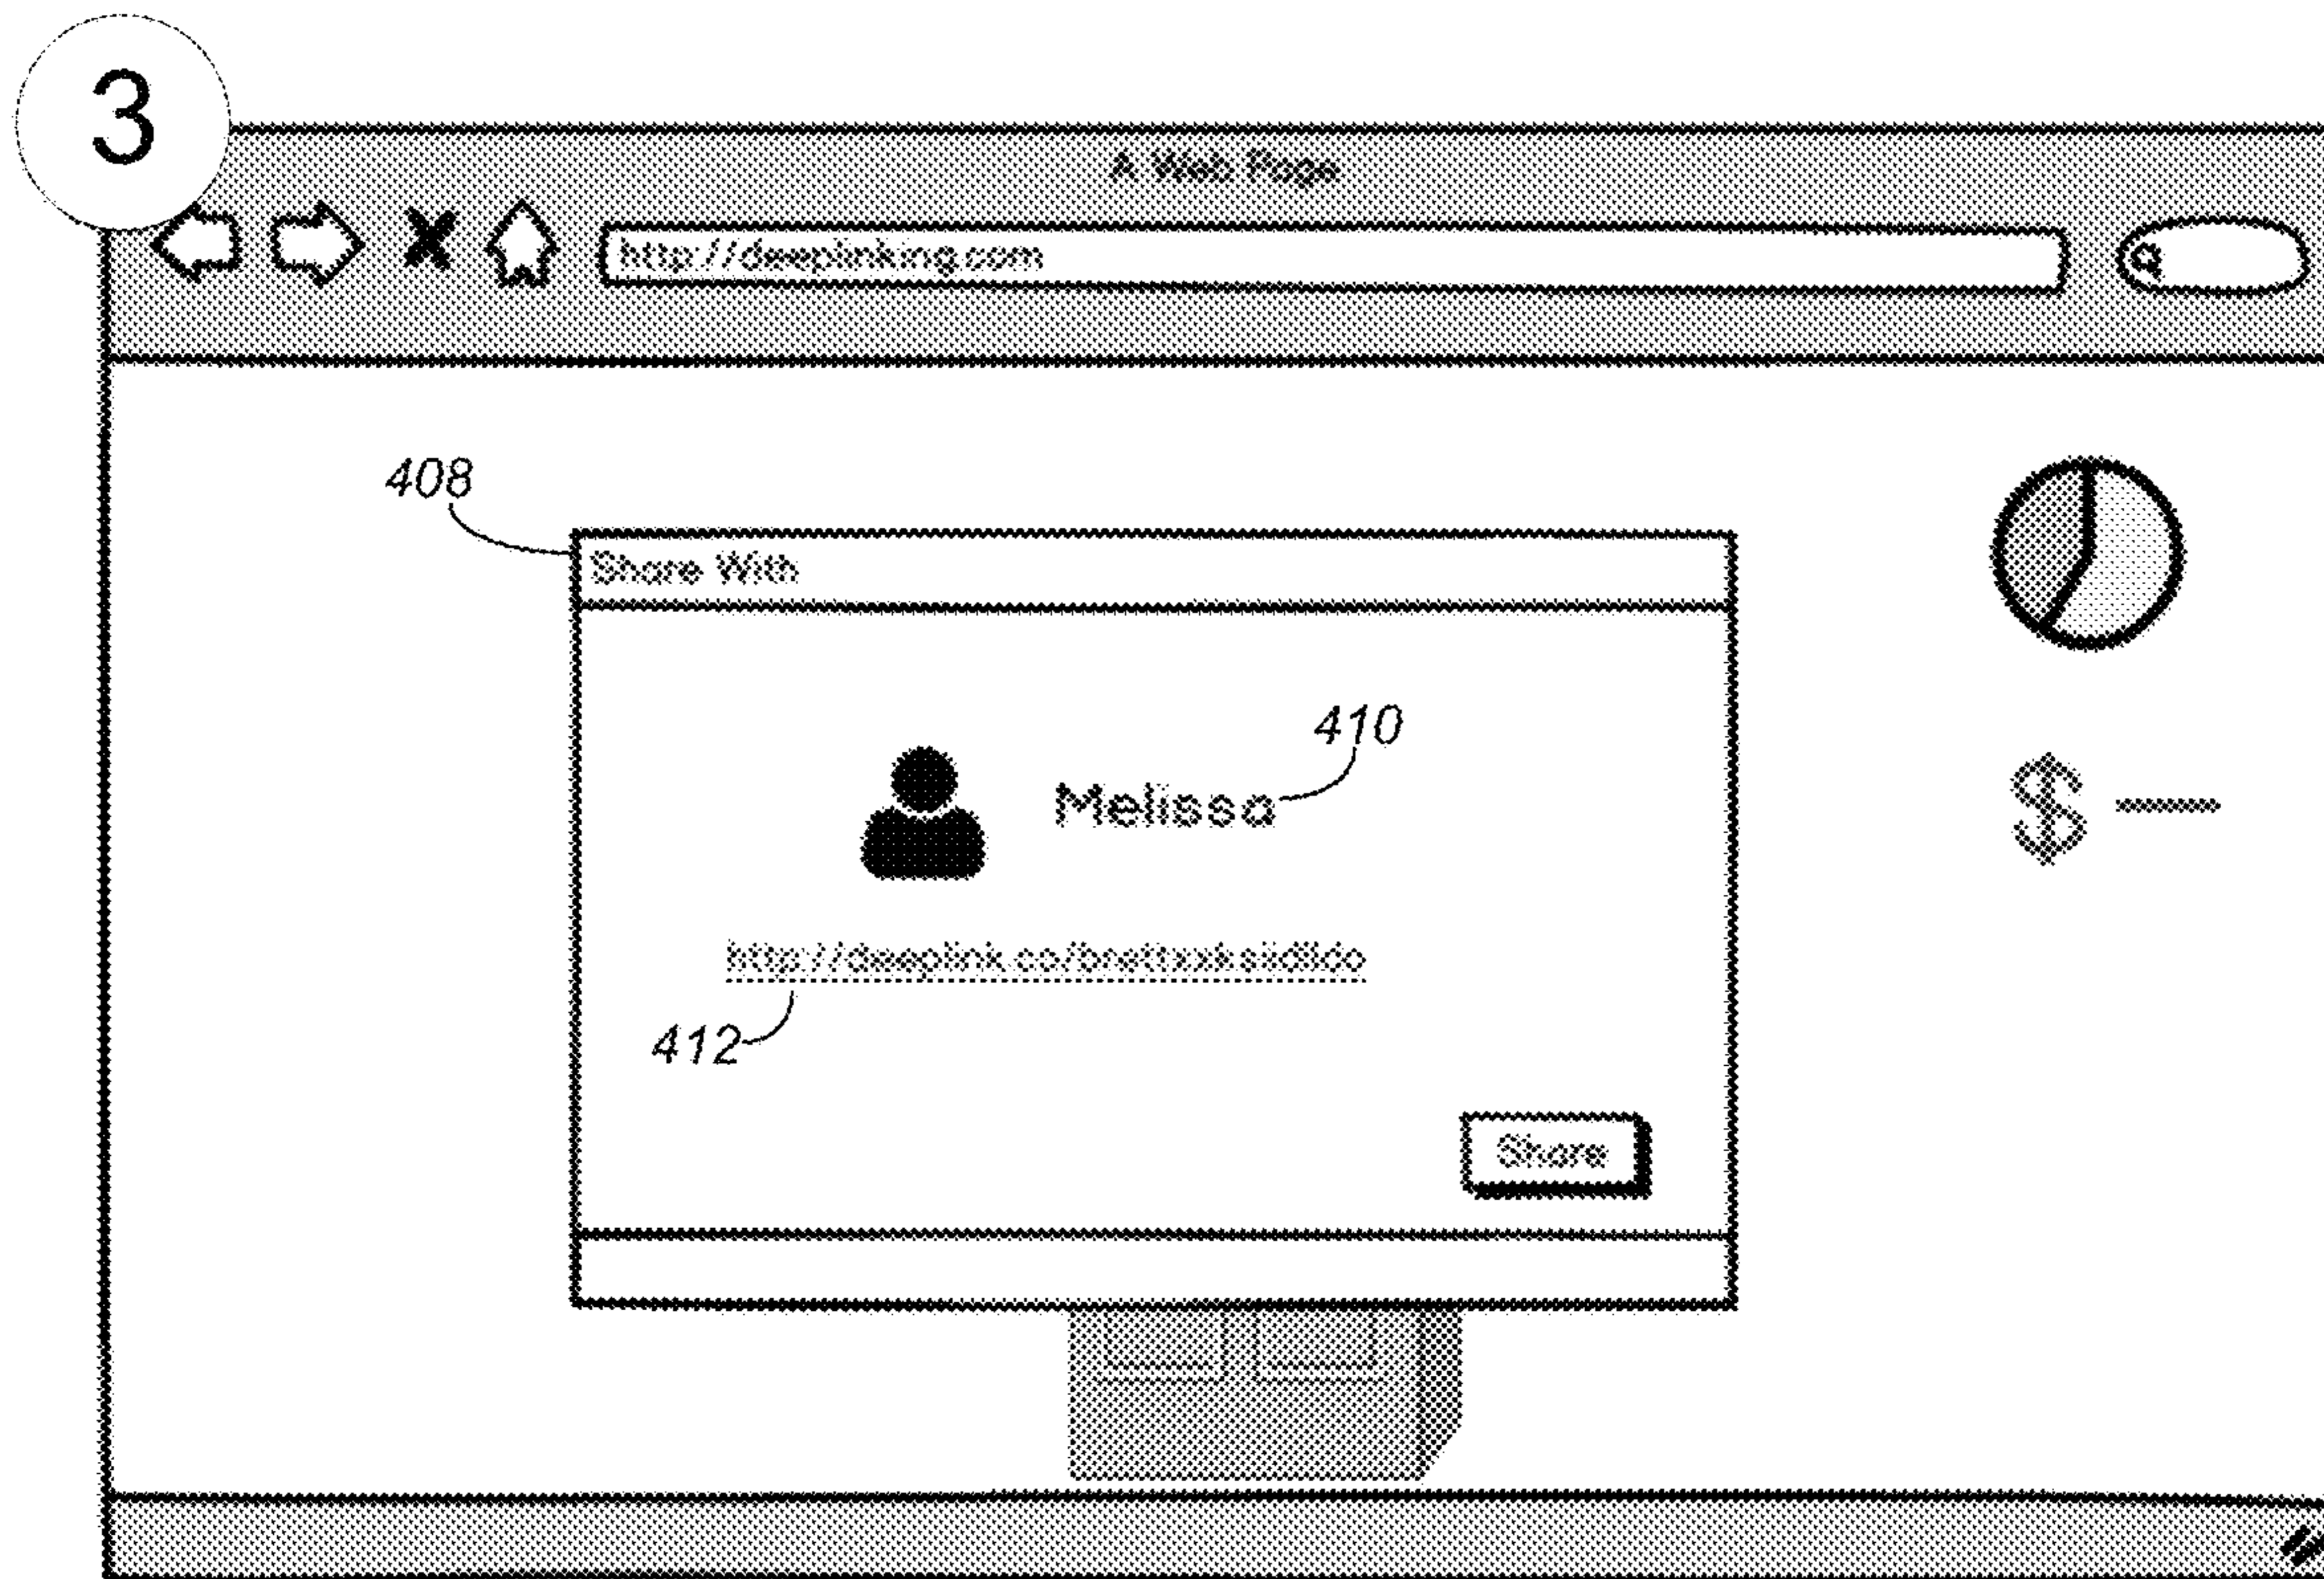 3
A Web Page
http://deeplinking.com
408
Share With
410
Melissa
$
412
Share